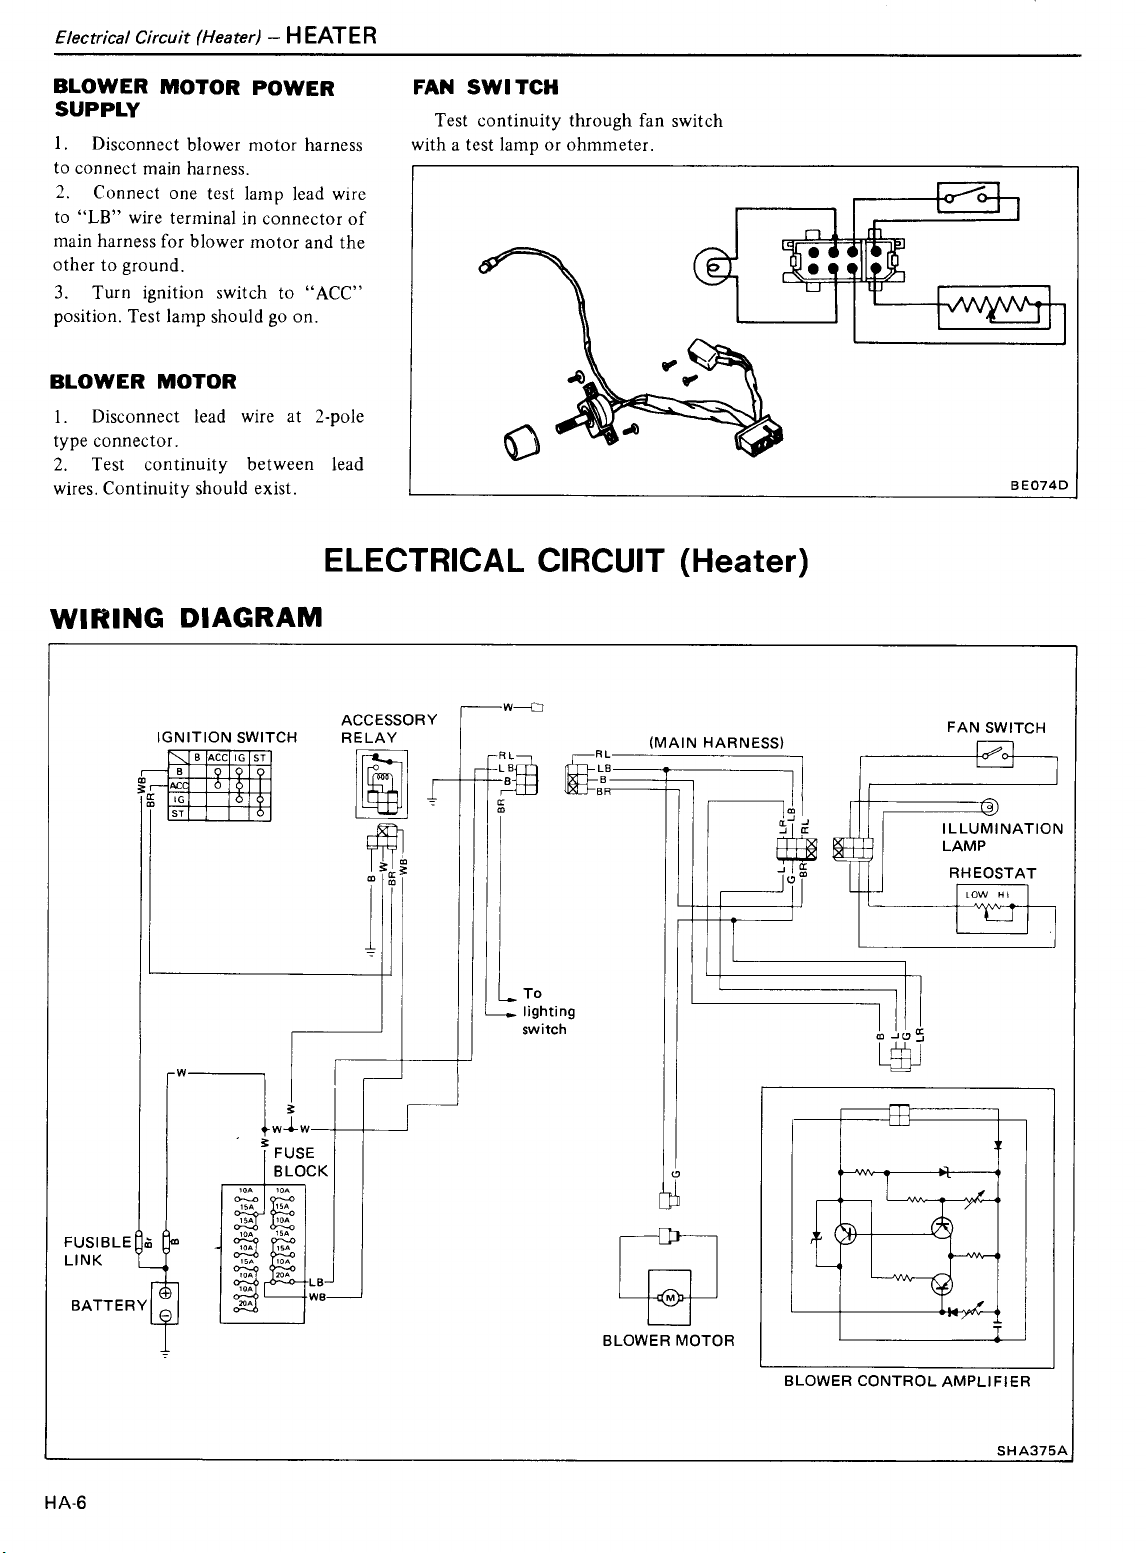 Electrical Circuit (Heater) – HEATER
BLOWER MOTOR POWER
SUPPLY
1. Disconnect blower motor harness
to connect main harness.
2. Connect one test lamp lead wire
to “LB” wire terminal in connector of
main harness for blower motor and the
other to ground.
3. Turn ignition switch to “ACC”
position. Test lamp should go on.
BLOWER MOTOR
1. Disconnect lead wire at 2-pole
type connector.
2. Test continuity between lead
wires. Continuity should exist.
FAN SWITCH
Test continuity through fan switch
with a test lamp or ohmmeter.
BE074D
ELECTRICAL CIRCUIT (Heater)
WIRING DIAGRAM
IGNITION SWITCH
B ACC IG ST
B
ACC
IG
ST
WB
BR
ACCESSORY
RELAY
B
W
BR
WB
W
RL
LB
B
BR
To
lighting
switch
RL
LB
B
BR
(MAIN HARNESS)
LR
LB
RL
L
G
BR
FAN SWITCH
ILLUMINATION
LAMP
RHEOSTAT
LOW HI
B
L
G
LR
W
W
W W
W
FUSE
BLOCK
10A 10A
15A 15A
15A 10A
10A 15A
10A 15A
15A 10A
10A 20A
10A
20A
LB
WB
FUSIBLE
LINK
Br
B
BATTERY
G
M
BLOWER MOTOR
BLOWER CONTROL AMPLIFIER
SHA375A
HA-6